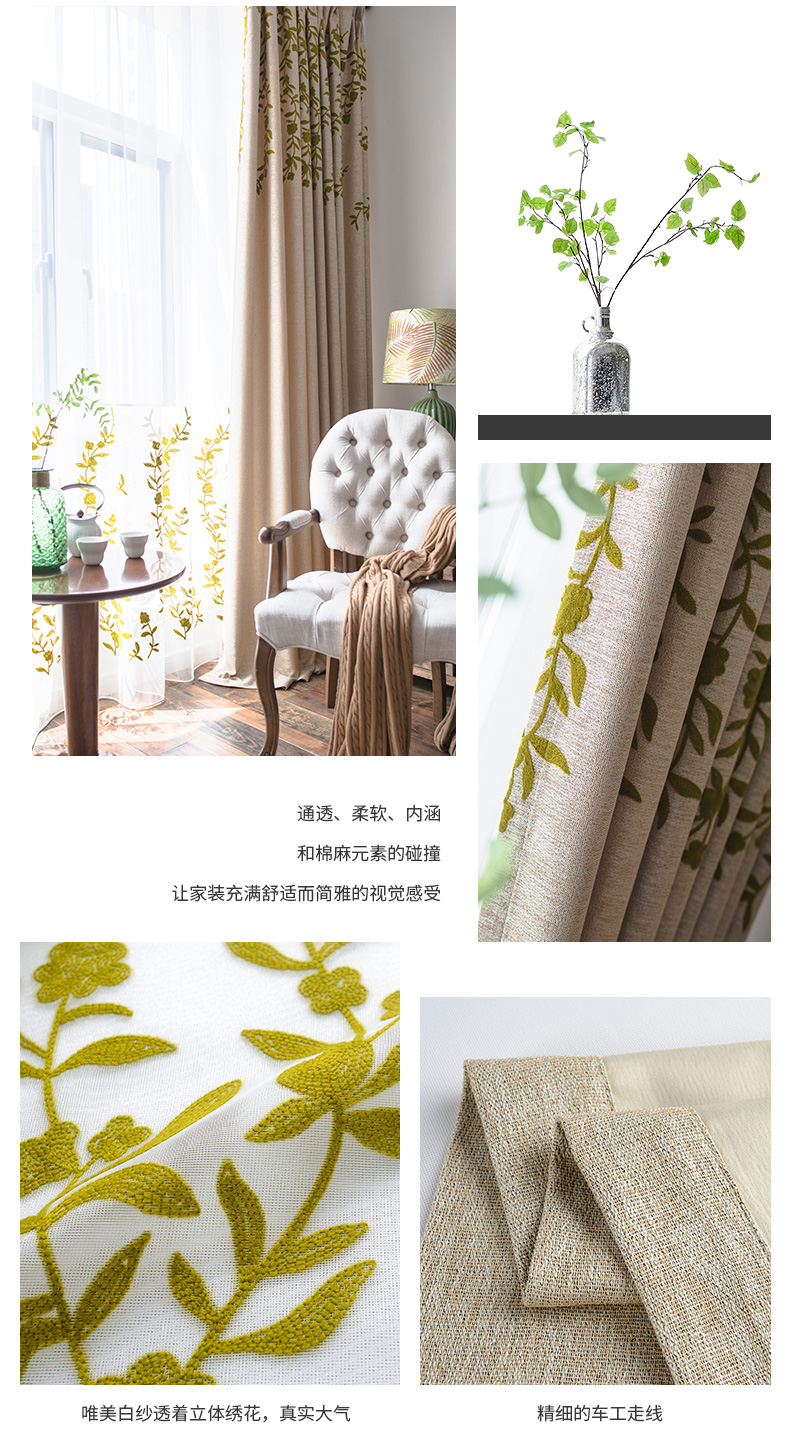 通透、柔软、内涵
和棉麻元素的碰撞
让家装充满舒适而简雅的视觉感受
唯美白纱透着立体绣花，真实大气
精细的车工走线